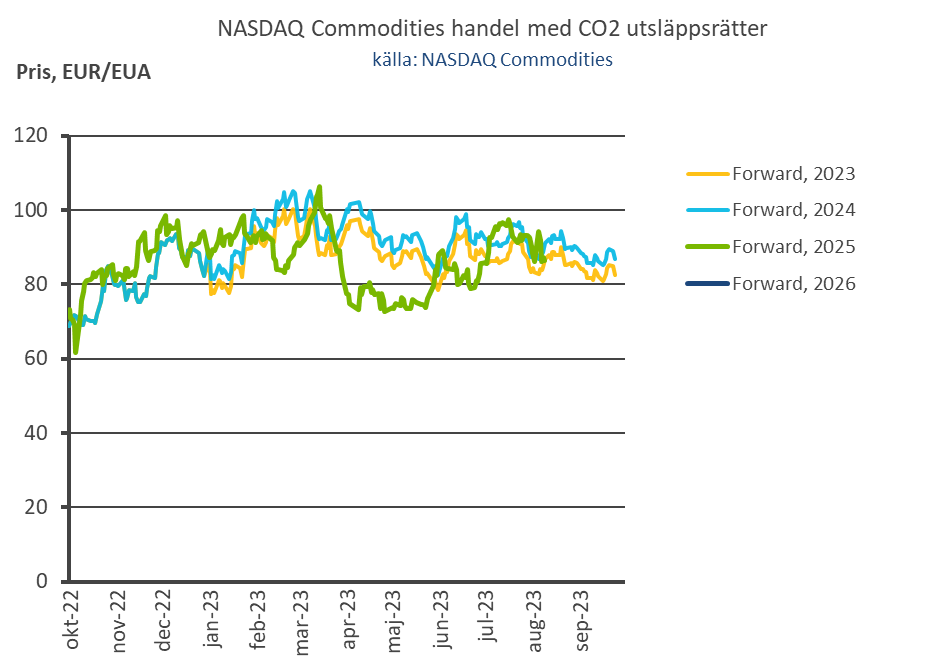 NASDAQ Commodities handel med CO2 utsläppsrätter
källa: NASDAQ Commodities
Pris, EUR/EUA
120
100
80
60
40
20
0
okt-22
nov-22
dec-22
jan-23
feb-23
mar-23
apr-23
maj-23
jun-23
jul-23
aug-23
sep-23
Forward, 2023
Forward, 2024
Forward, 2025
Forward, 2026